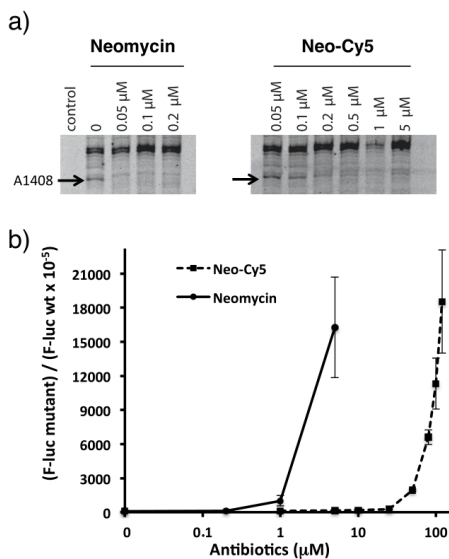 a)
Neomycin
Neo-Cy5
control
0
0.05 µM
0.1 µM
0.2 µM
0.05 µM
0.1 µM
0.2 µM
0.5 µM
1 µM
5 µM
A1408
b)
(F-luc mutant) / (F-luc wt x 10-5)
21000
18000
15000
12000
9000
6000
3000
0
Neo-Cy5
Neomycin
0
0.1
1
10
100
Antibiotics (µM)